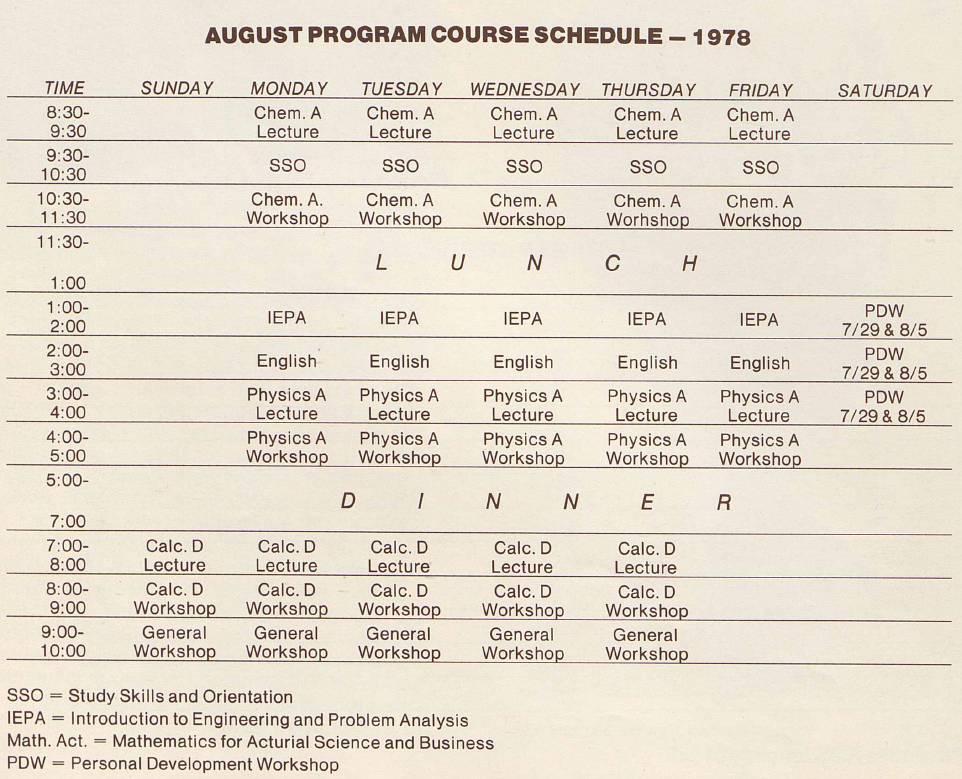 AUGUST PROGRAM COURSE SCHEDULE — 1978
TIME SUNDAY MONDAY TUESDAY WEDNESDAY THURSDAY FRIDAY SATURDAY
8:30- Chem. A Chem. A Chem. A Chem. A Chem. A
9:30 Lecture Lecture Lecture Lecture Lecture
9:30-
SSO SSO SSO SSO SSO
10:30
10:30- Chem. A. Chem. A Chem. A Chem. A Chem. A
11:30 Workshop Workshop Workshop Worhshop Workshop
11:30-
L U N C H
1:00
1:00- PDW
IEPA IEPA IEPA IEPA IEPA
2:00 7/29 & 8/5
2:00- PDW
English English English English English
3:00 7/29 & 8/5
3:00- Physics A Physics A Physics A Physics A Physics A PDW
4:00 Lecture Lecture Lecture Lecture Lecture 7/29 & 8/5
4:00- Physics A Physics A Physics A Physics A Physics A
5:00 Workshop Workshop Workshop Workshop Workshop
5:00-
D I N N E R
7:00
7:00- Calc. D Calc. D Calc. D Calc. D Calc. D
8:00 Lecture Lecture Lecture Lecture Lecture
8:00- Calc. D Calc. D Calc. D Calc. D Calc. D
9:00 Workshop Workshop Workshop Workshop Workshop
9:00- General General General General General
10:00 Workshop Workshop Workshop Workshop Workshop
SSO = Study Skills and Orientation
IEPA = Introduction to Engineering and Problem Analysis
Math. Act. = Mathematics for Acturial Science and Business
PDW = Personal Development Workshop